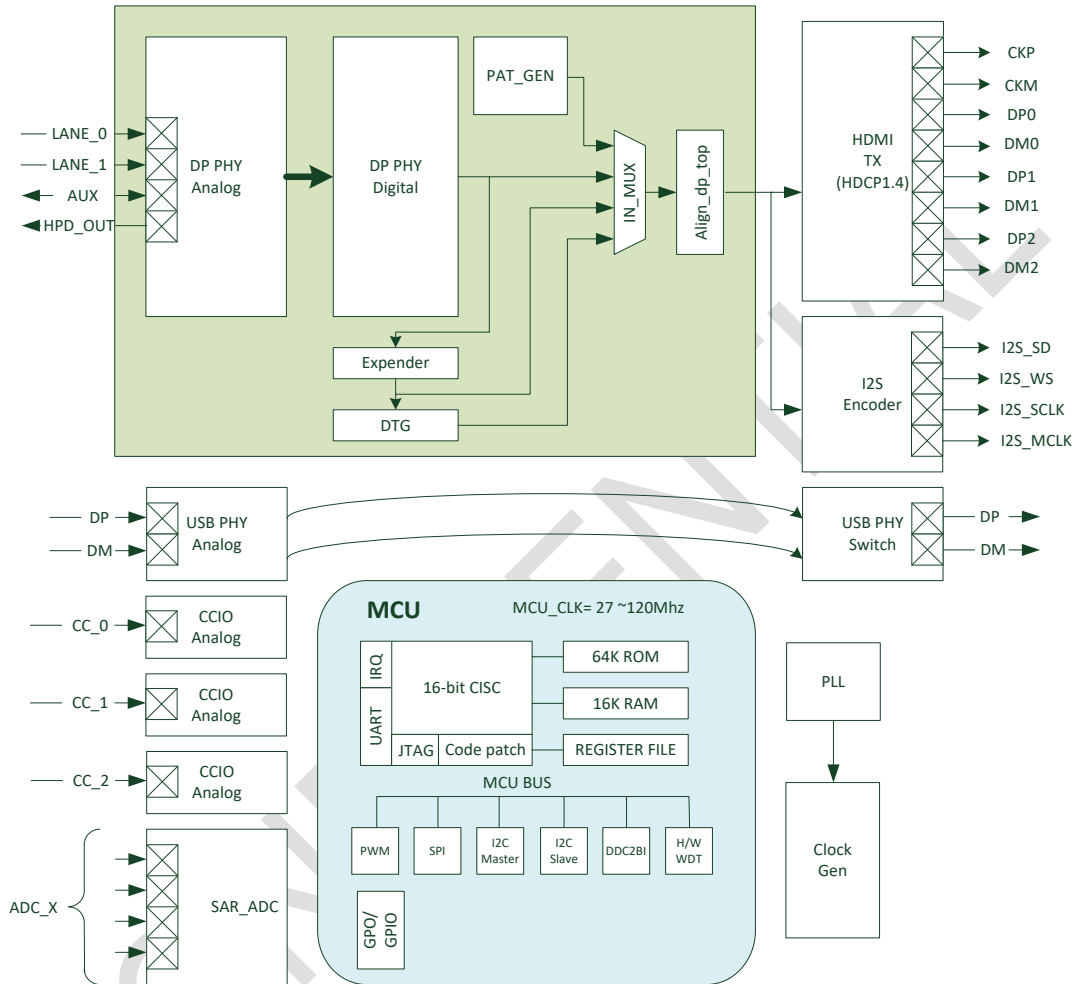 PAT_GEN
CKP
CKM
DP0
DM0
DP1
DM1
DP2
DM2
LANE_0
LANE_1
AUX
HPD_OUT
DP PHY
Analog
DP PHY
Digital
IN_MUX
Align_dp_top
HDMI
TX
(HDCP1.4)
Expender
DTG
I2S
Encoder
I2S_SD
I2S_WS
I2S_SCLK
I2S_MCLK
DP
DM
USB PHY
Analog
USB PHY
Switch
DP
DM
CC_0
CCIO
Analog
CC_1
CCIO
Analog
CC_2
CCIO
Analog
ADC_X
SAR_ADC
MCU
MCU_CLK= 27 ~120Mhz
IRQ
UART
16-bit CISC
JTAG
Code patch
64K ROM
16K RAM
REGISTER FILE
MCU BUS
PWM
SPI
I2C
Master
I2C
Slave
DDC2BI
H/W
WDT
GPO/
GPIO
PLL
Clock
Gen